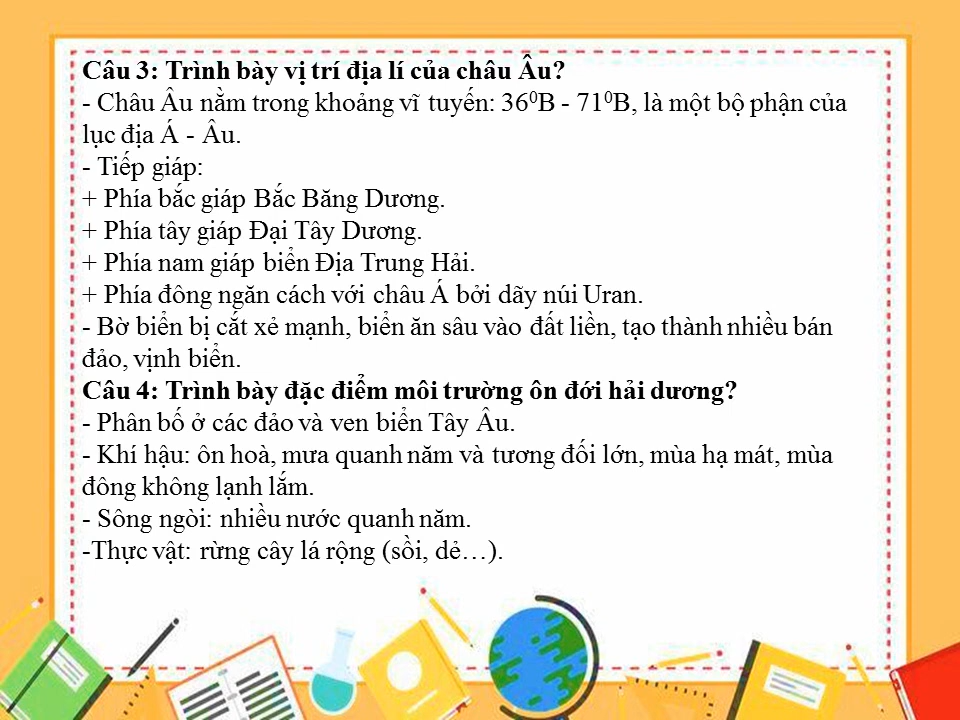 Câu 3: Trình bày vị trí địa lí của châu Âu?
- Châu Âu nằm trong khoảng vĩ tuyến: 36⁰B - 71⁰B, là một bộ phận của
lục địa Á - Âu.
- Tiếp giáp:
+ Phía bắc giáp Bắc Băng Dương.
+ Phía tây giáp Đại Tây Dương.
+ Phía nam giáp biển Địa Trung Hải.
+ Phía đông ngăn cách với châu Á bởi dãy núi Uran.
- Bờ biển bị cắt xẻ mạnh, biển ăn sâu vào đất liền, tạo thành nhiều bán
đảo, vịnh biển.
Câu 4: Trình bày đặc điểm môi trường ôn đới hải dương?
- Phân bố ở các đảo và ven biển Tây Âu.
- Khí hậu: ôn hoà, mưa quanh năm và tương đối lớn, mùa hạ mát, mùa
đông không lạnh lắm.
- Sông ngòi: nhiều nước quanh năm.
-Thực vật: rừng cây lá rộng (sồi, dẻ…).